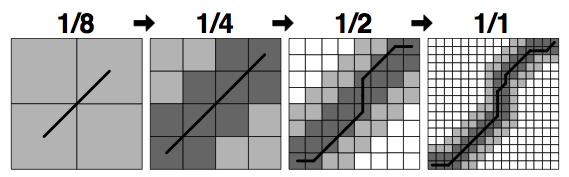 1/8 → 1/4 → 1/2 → 1/1